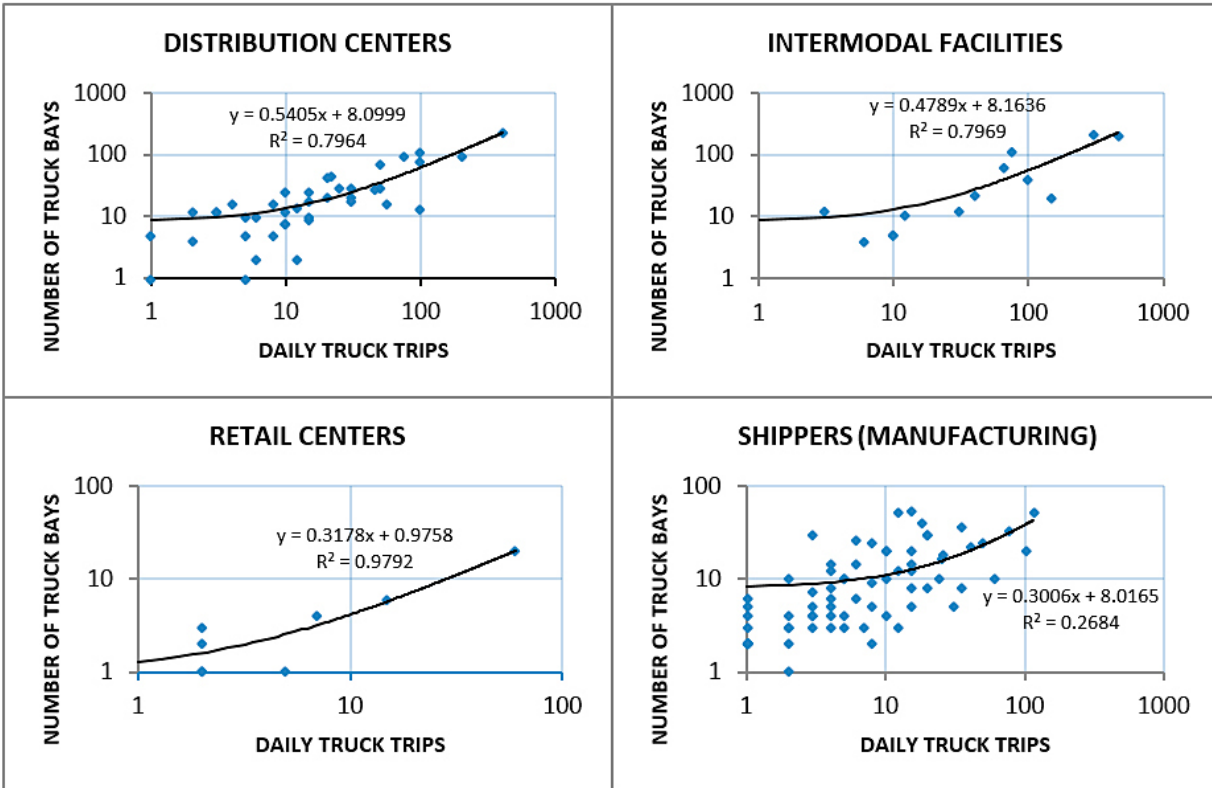 DISTRIBUTION CENTERS
NUMBER OF TRUCK BAYS
1000
100
10
1
y = 0.5405x + 8.0999
R² = 0.7964
1 10 100 1000
DAILY TRUCK TRIPS
INTERMODAL FACILITIES
NUMBER OF TRUCK BAYS
1000
100
10
1
y = 0.4789x + 8.1636
R² = 0.7969
1 10 100 1000
DAILY TRUCK TRIPS
RETAIL CENTERS
NUMBER OF TRUCK BAYS
100
10
1
y = 0.3178x + 0.9758
R² = 0.9792
1 10 100
DAILY TRUCK TRIPS
SHIPPERS (MANUFACTURING)
NUMBER OF TRUCK BAYS
100
10
1
y = 0.3006x + 8.0165
R² = 0.2684
1 10 100 1000
DAILY TRUCK TRIPS